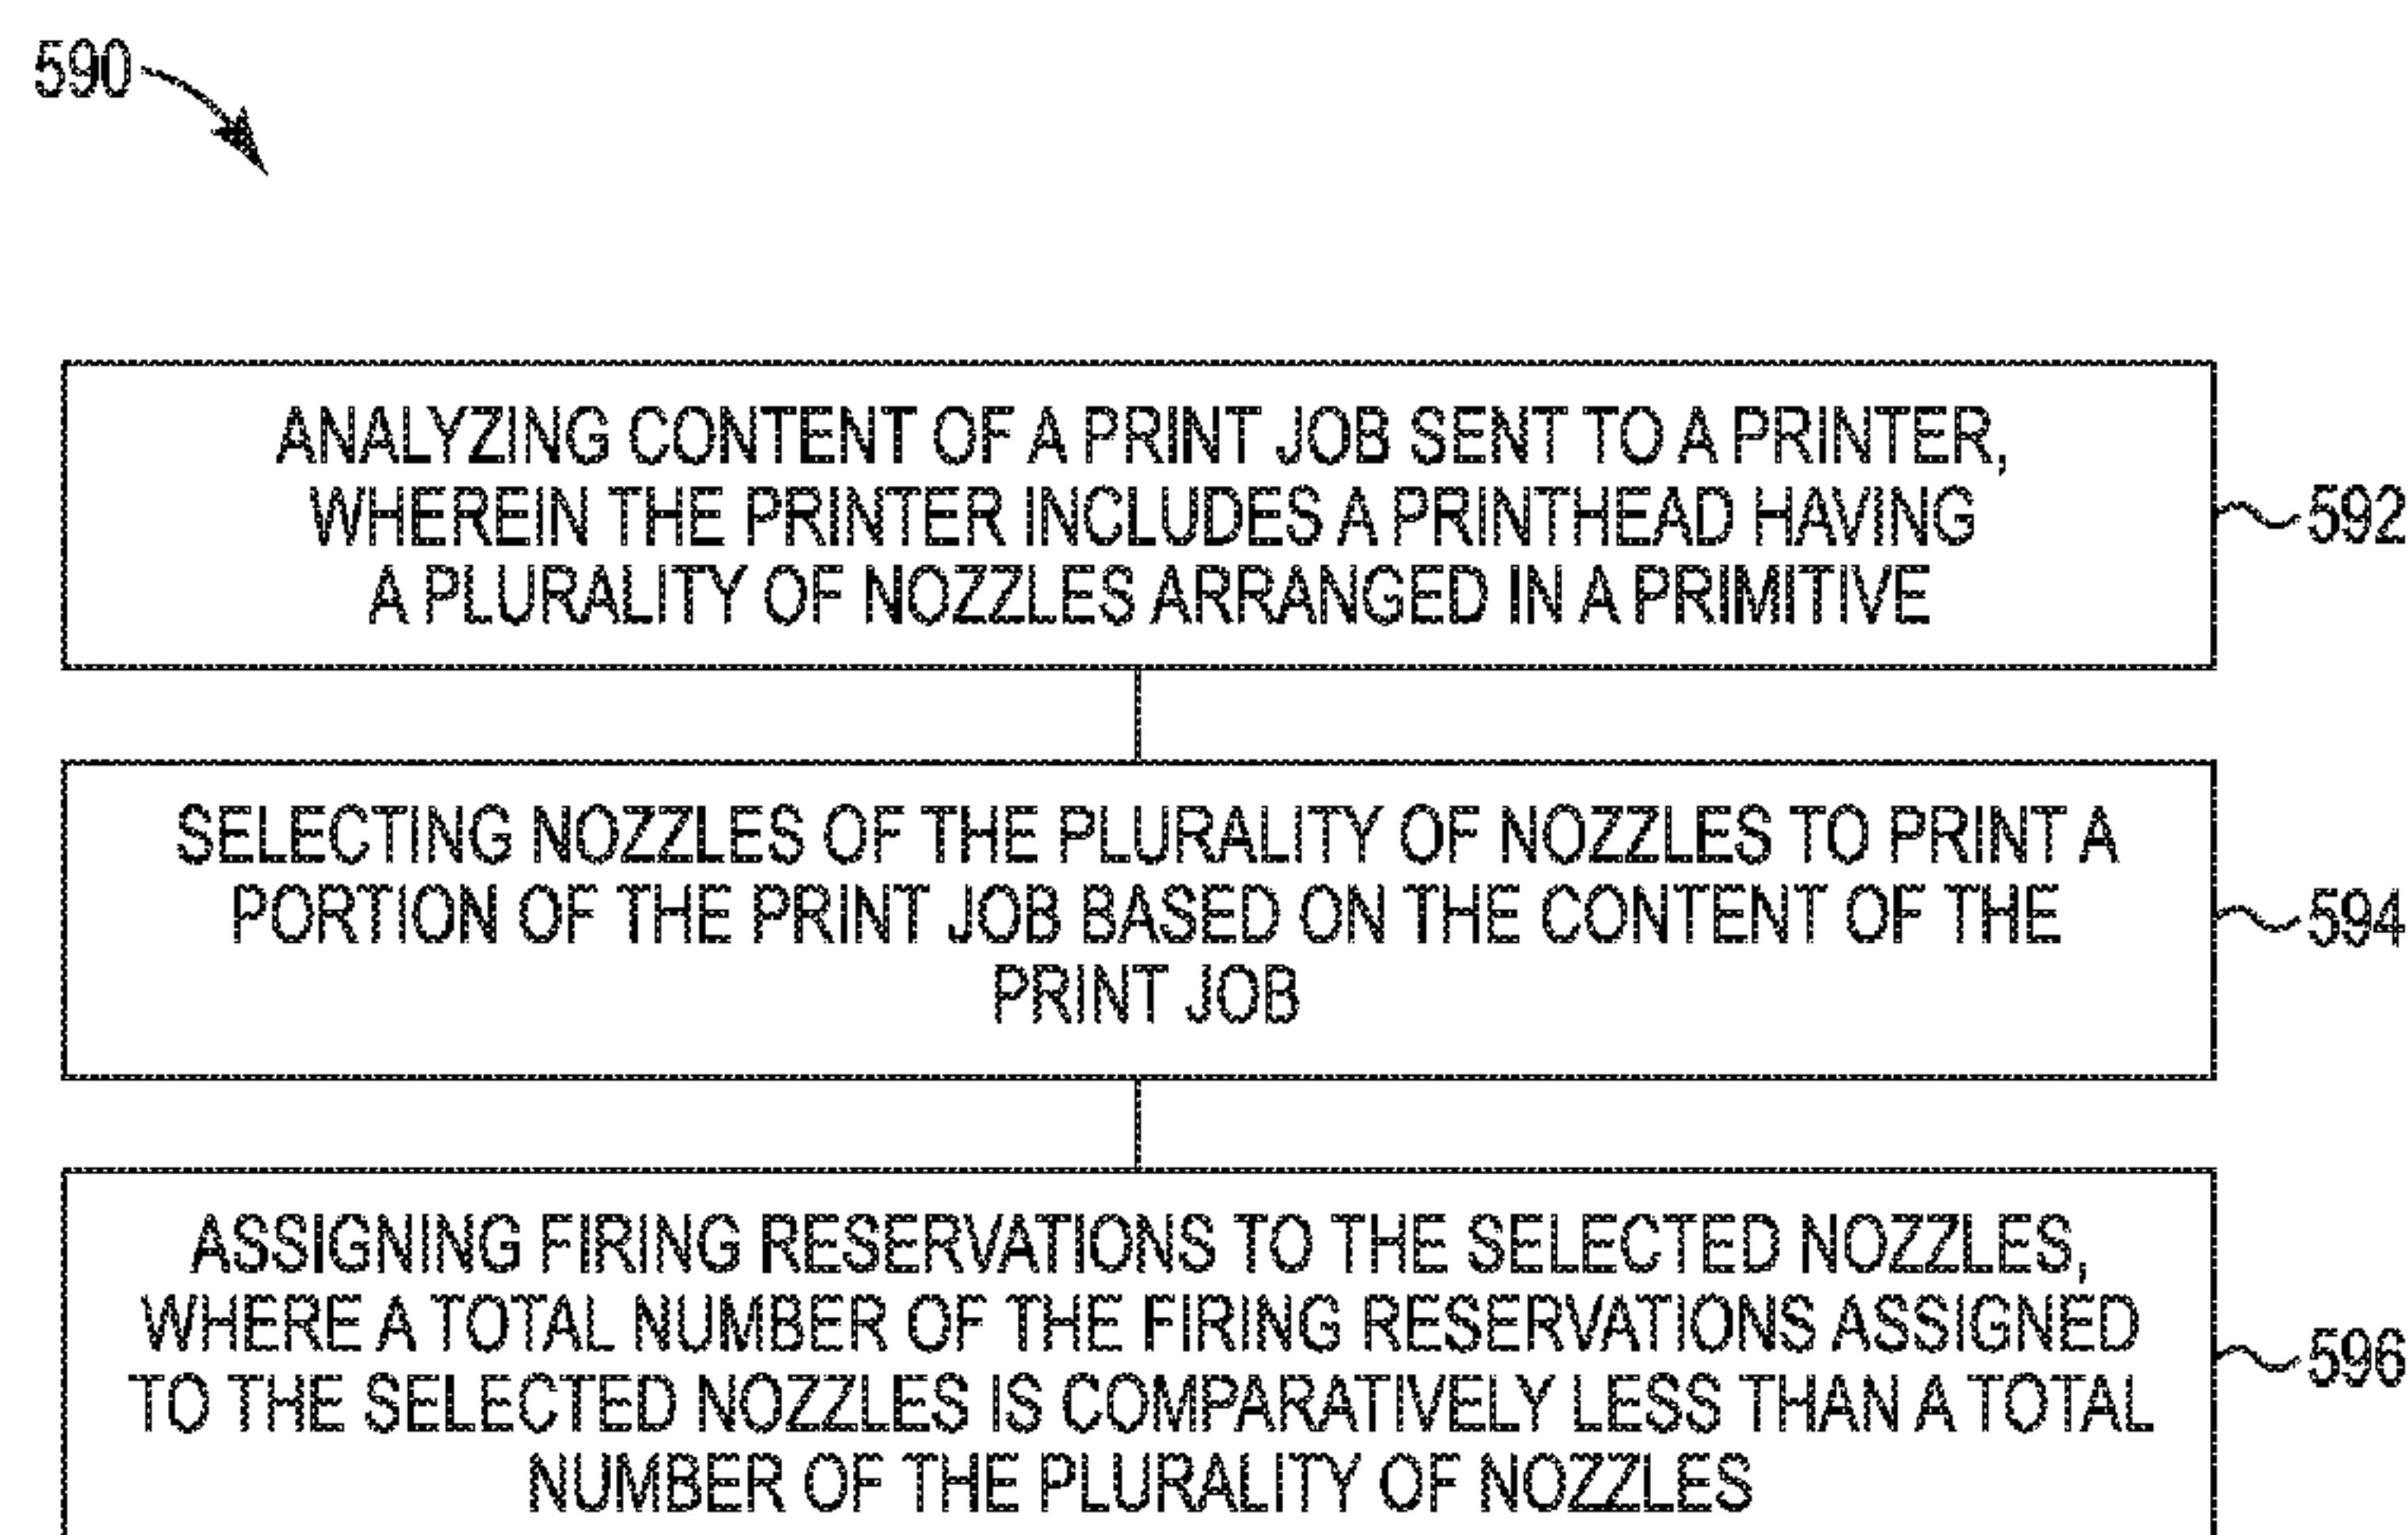 590
ANALYZING CONTENT OF A PRINT JOB SENT TO A PRINTER,
WHEREIN THE PRINTER INCLUDES A PRINTHEAD HAVING
A PLURALITY OF NOZZLES ARRANGED IN A PRIMITIVE
592
SELECTING NOZZLES OF THE PLURALITY OF NOZZLES TO PRINT A
PORTION OF THE PRINT JOB BASED ON THE CONTENT OF THE
PRINT JOB
594
ASSIGNING FIRING RESERVATIONS TO THE SELECTED NOZZLES,
WHERE A TOTAL NUMBER OF THE FIRING RESERVATIONS ASSIGNED
TO THE SELECTED NOZZLES IS COMPARATIVELY LESS THAN A TOTAL
NUMBER OF THE PLURALITY OF NOZZLES
596